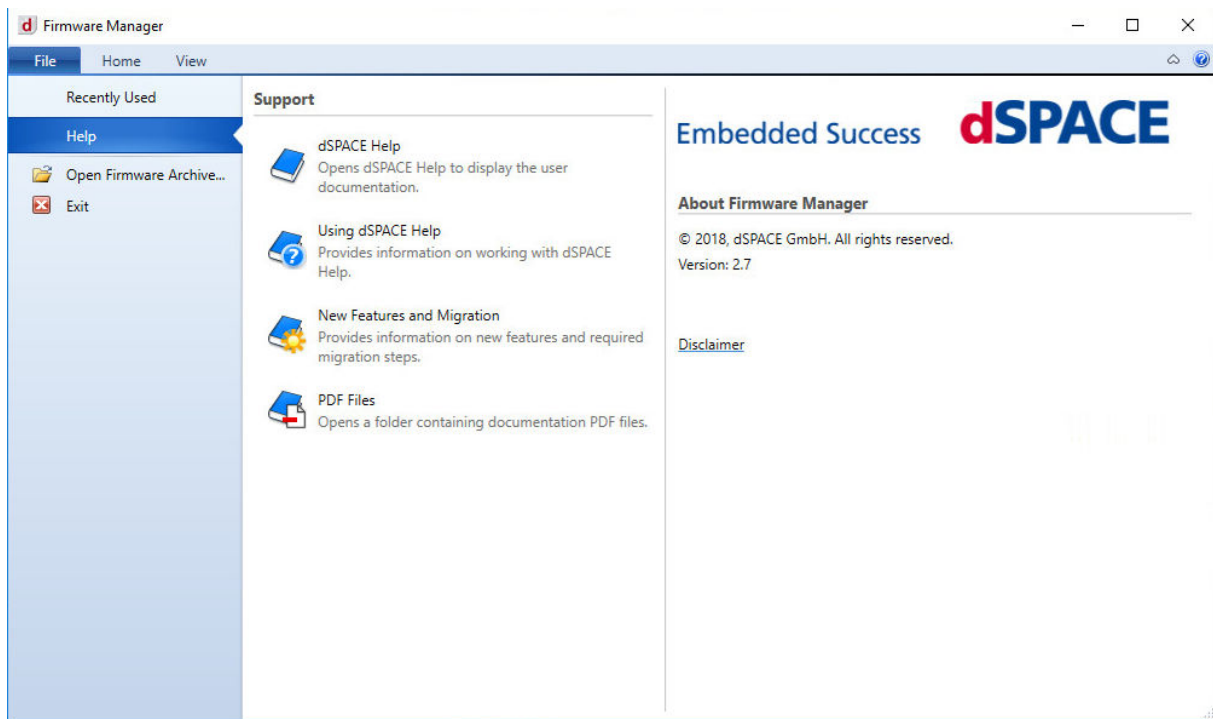 d Firmware Manager
File Home View
Recently Used
Help
Open Firmware Archive...
Exit
Support
dSPACE Help
Opens dSPACE Help to display the user
documentation.
Using dSPACE Help
Provides information on working with dSPACE
Help.
New Features and Migration
Provides information on new features and required
migration steps.
PDF Files
Opens a folder containing documentation PDF files.
Embedded Success dSPACE
About Firmware Manager
© 2018, dSPACE GmbH. All rights reserved.
Version: 2.7
Disclaimer